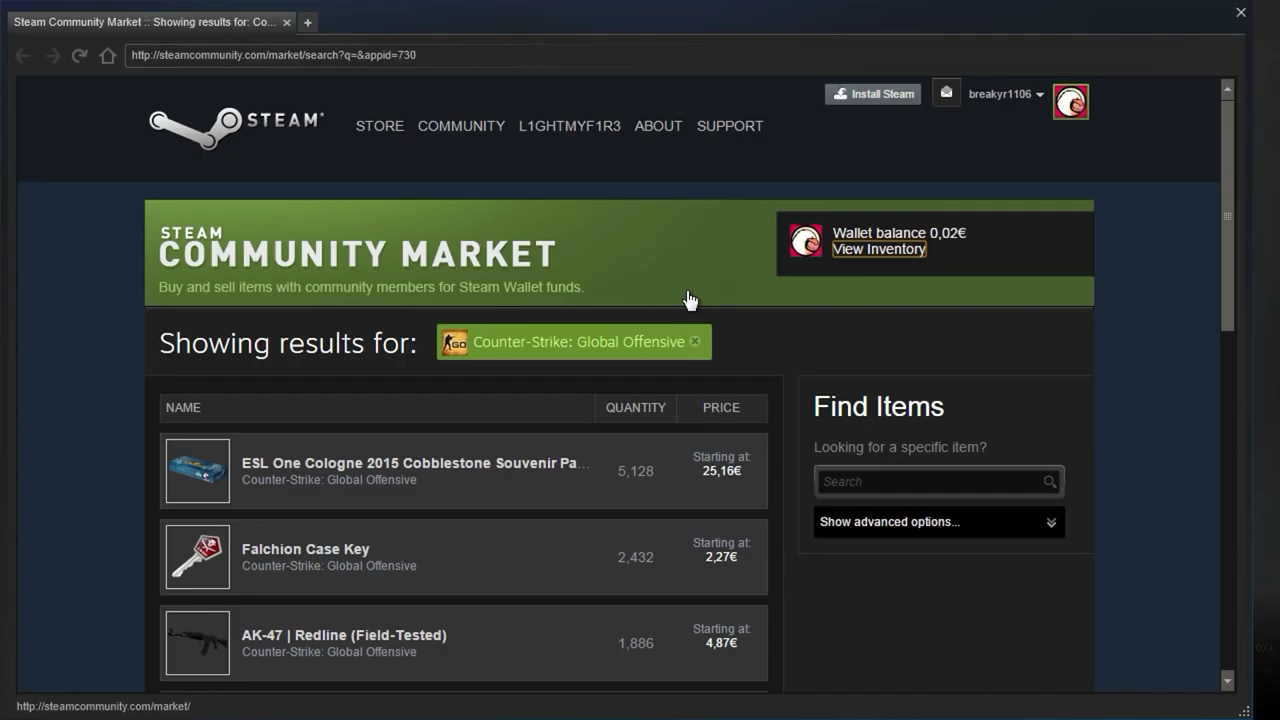 Steam Community Market :: Showing results for: Co...
http://steamcommunity.com/market/search?q=&appid=730
Install Steam
breakyr1106
STEAM®
STORE
COMMUNITY
L1GHTMYF1R3
ABOUT
SUPPORT
STEAM
COMMUNITY MARKET
Buy and sell items with community members for Steam Wallet funds.
Wallet balance 0,02€
View Inventory
Showing results for:
GO
Counter-Strike: Global Offensive
NAME
QUANTITY
PRICE
ESL One Cologne 2015 Cobblestone Souvenir Pa...
Counter-Strike: Global Offensive
5,128
Starting at:
25,16€
Falchion Case Key
Counter-Strike: Global Offensive
2,432
Starting at:
2,27€
AK-47 | Redline (Field-Tested)
Counter-Strike: Global Offensive
1,886
Starting at:
4,87€
Find Items
Looking for a specific item?
Search
Show advanced options...
http://steamcommunity.com/market/